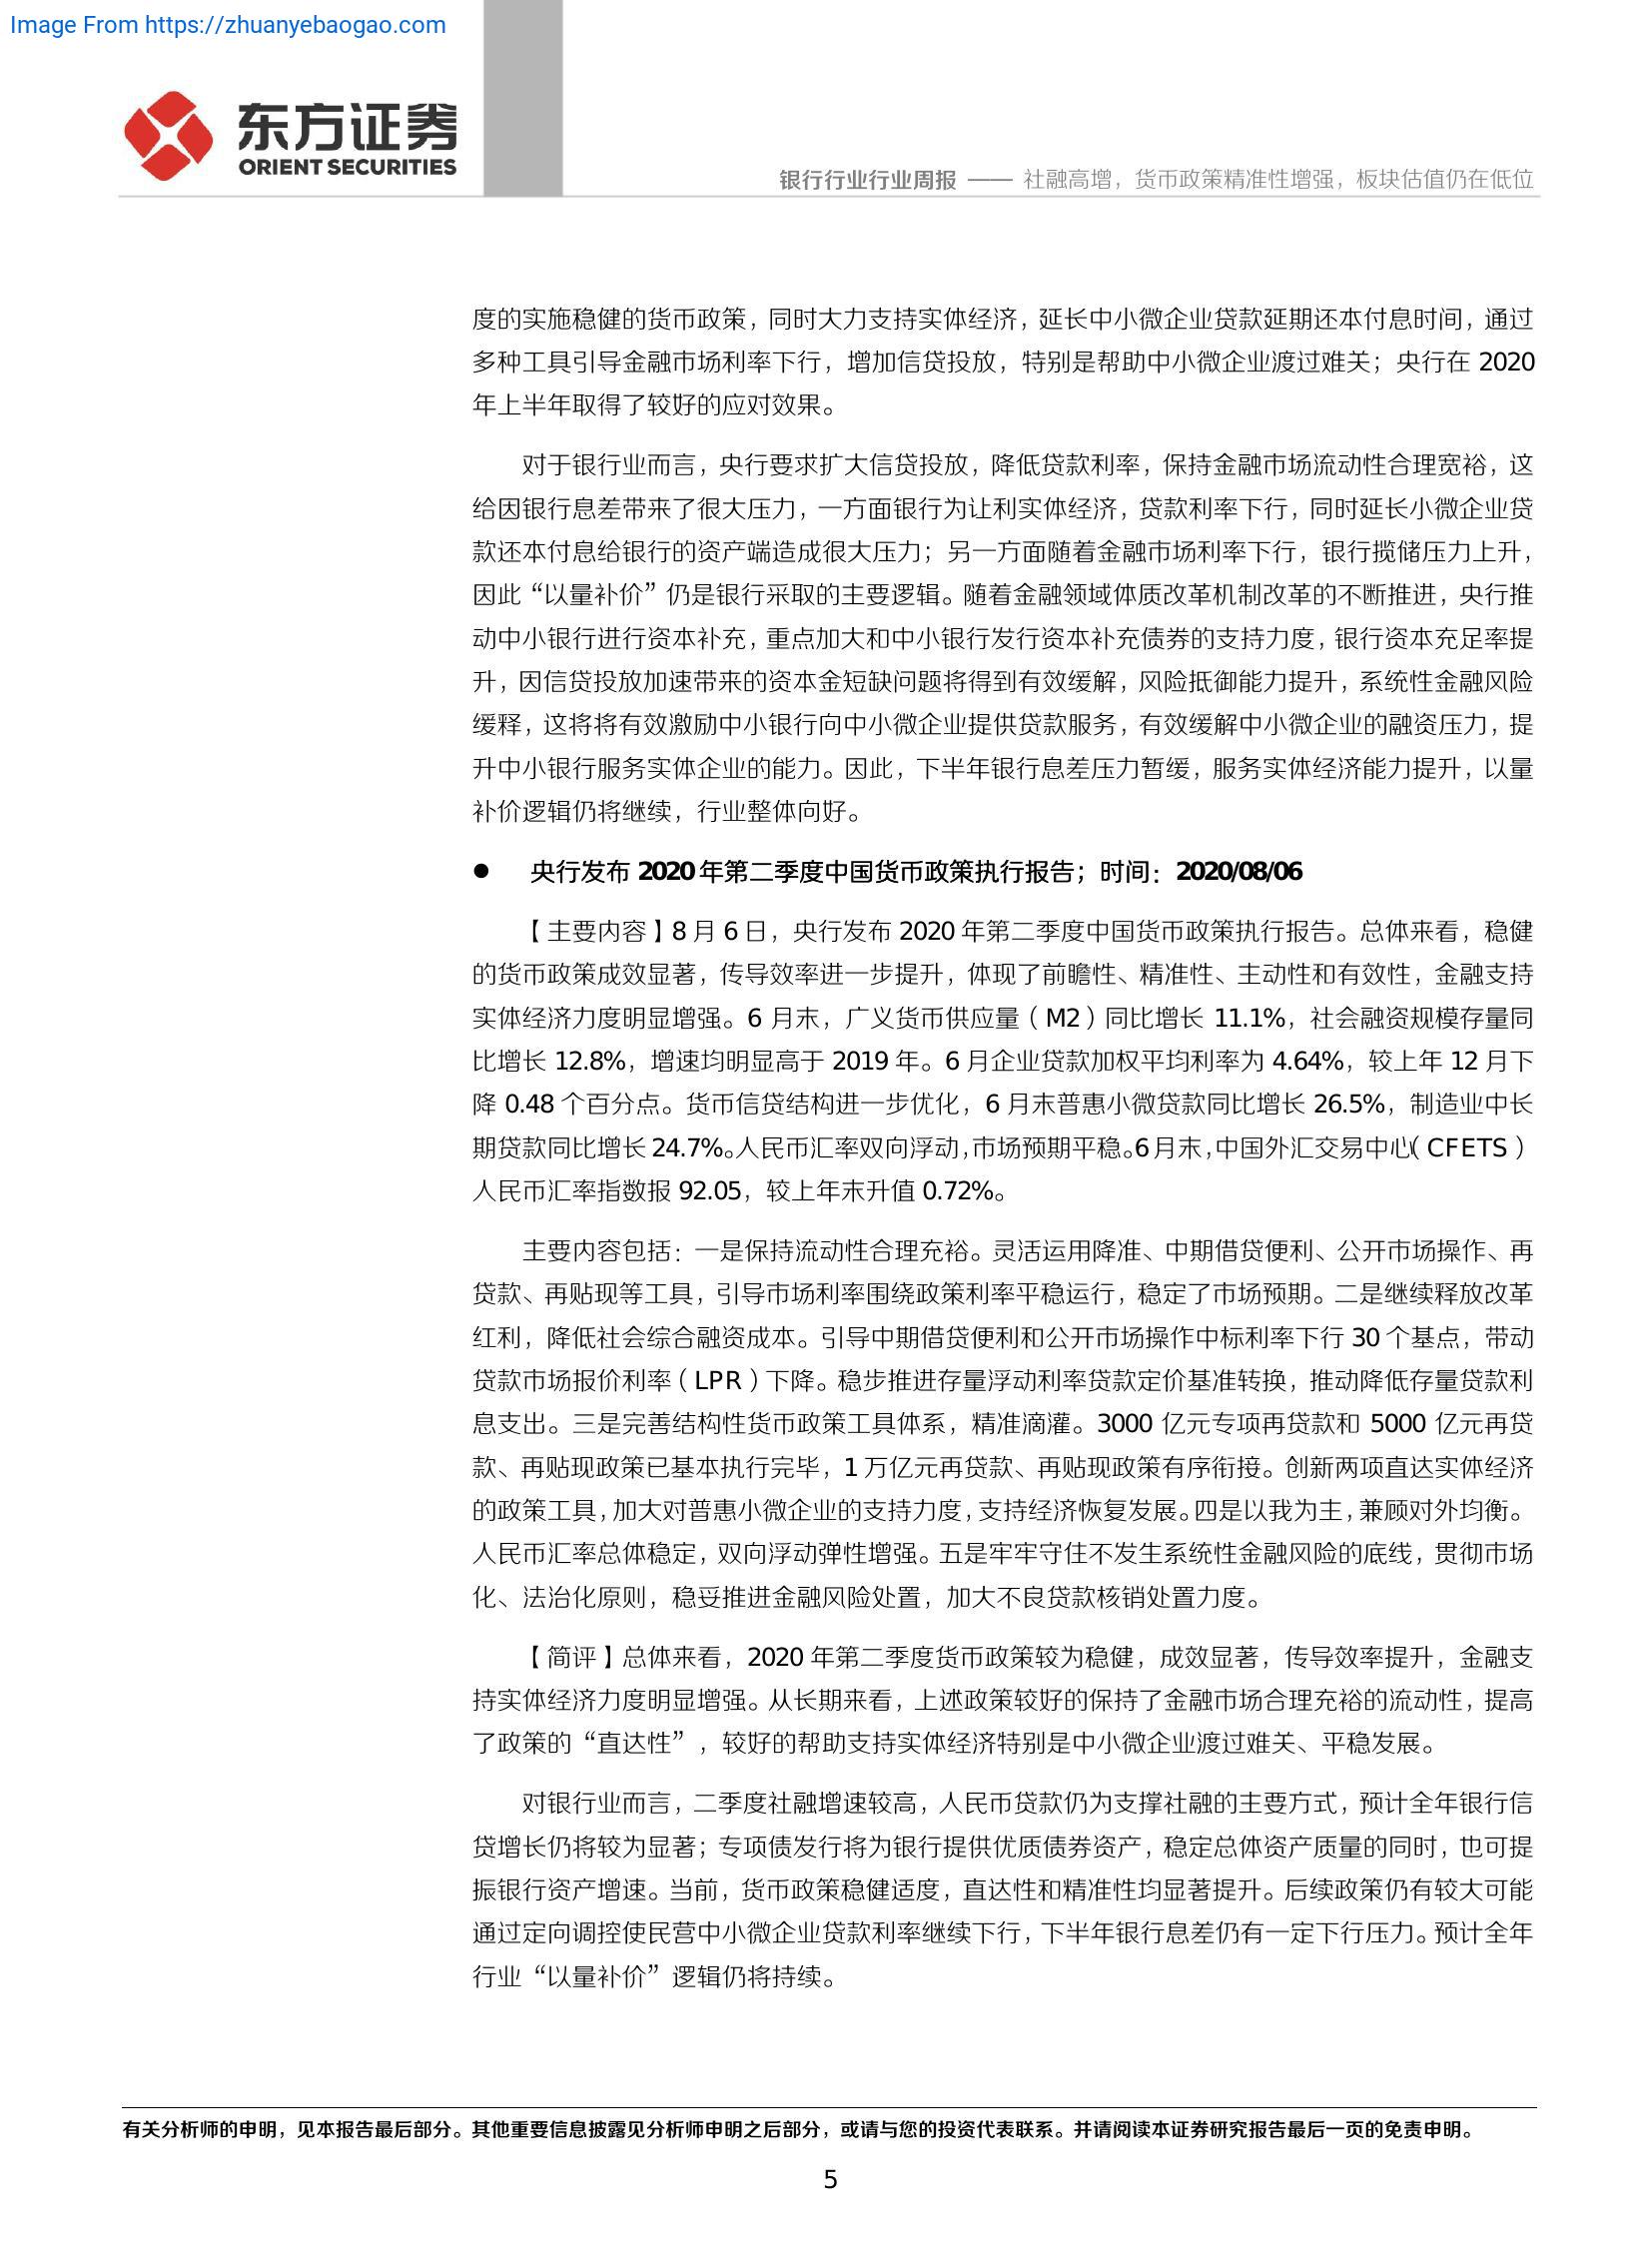 Image From https://zhuanyebaogao.com
东方证券
ORIENT SECURITIES
银行行业行业周报 —— 社融高增，货币政策精准性增强，板块估值仍在低位
度的实施稳健的货币政策，同时大力支持实体经济，延长中小微企业贷款延期还本付息时间，通过
多种工具引导金融市场利率下行，增加信贷投放，特别是帮助中小微企业渡过难关；央行在 2020
年上半年取得了较好的应对效果。
对于银行业而言，央行要求扩大信贷投放，降低贷款利率，保持金融市场流动性合理宽裕，这
给因银行息差带来了很大压力，一方面银行为让利实体经济，贷款利率下行，同时延长小微企业贷
款还本付息给银行的资产端造成很大压力；另一方面随着金融市场利率下行，银行揽储压力上升，
因此“以量补价”仍是银行采取的主要逻辑。随着金融领域体质改革机制改革的不断推进，央行推
动中小银行进行资本补充，重点加大和中小银行发行资本补充债券的支持力度，银行资本充足率提
升，因信贷投放加速带来的资本金短缺问题将得到有效缓解，风险抵御能力提升，系统性金融风险
缓释，这将将有效激励中小银行向中小微企业提供贷款服务，有效缓解中小微企业的融资压力，提
升中小银行服务实体企业的能力。因此，下半年银行息差压力暂缓，服务实体经济能力提升，以量
补价逻辑仍将继续，行业整体向好。
● 央行发布 2020 年第二季度中国货币政策执行报告；时间：2020/08/06
【主要内容】8 月 6 日，央行发布 2020 年第二季度中国货币政策执行报告。总体来看，稳健
的货币政策成效显著，传导效率进一步提升，体现了前瞻性、精准性、主动性和有效性，金融支持
实体经济力度明显增强。6 月末，广义货币供应量（M2）同比增长 11.1%，社会融资规模存量同
比增长 12.8%，增速均明显高于 2019 年。6 月企业贷款加权平均利率为 4.64%，较上年 12 月下
降 0.48 个百分点。货币信贷结构进一步优化，6 月末普惠小微贷款同比增长 26.5%，制造业中长
期贷款同比增长 24.7%。人民币汇率双向浮动，市场预期平稳。6 月末，中国外汇交易中心（CFETS）
人民币汇率指数报 92.05，较上年末升值 0.72%。
主要内容包括：一是保持流动性合理充裕。灵活运用降准、中期借贷便利、公开市场操作、再
贷款、再贴现等工具，引导市场利率围绕政策利率平稳运行，稳定了市场预期。二是继续释放改革
红利，降低社会综合融资成本。引导中期借贷便利和公开市场操作中标利率下行 30 个基点，带动
贷款市场报价利率（LPR）下降。稳步推进存量浮动利率贷款定价基准转换，推动降低存量贷款利
息支出。三是完善结构性货币政策工具体系，精准滴灌。3000 亿元专项再贷款和 5000 亿元再贷
款、再贴现政策已基本执行完毕，1 万亿元再贷款、再贴现政策有序衔接。创新两项直达实体经济
的政策工具，加大对普惠小微企业的支持力度，支持经济恢复发展。四是以我为主，兼顾对外均衡。
人民币汇率总体稳定，双向浮动弹性增强。五是牢牢守住不发生系统性金融风险的底线，贯彻市场
化、法治化原则，稳妥推进金融风险处置，加大不良贷款核销处置力度。
【简评】总体来看，2020 年第二季度货币政策较为稳健，成效显著，传导效率提升，金融支
持实体经济力度明显增强。从长期来看，上述政策较好的保持了金融市场合理充裕的流动性，提高
了政策的“直达性”，较好的帮助支持实体经济特别是中小微企业渡过难关、平稳发展。
对银行业而言，二季度社融增速较高，人民币贷款仍为支撑社融的主要方式，预计全年银行信
贷增长仍将较为显著；专项债发行将为银行提供优质债券资产，稳定总体资产质量的同时，也可提
振银行资产增速。当前，货币政策稳健适度，直达性和精准性均显著提升。后续政策仍有较大可能
通过定向调控使民营中小微企业贷款利率继续下行，下半年银行息差仍有一定下行压力。预计全年
行业“以量补价”逻辑仍将持续。
有关分析师的申明，见本报告最后部分。其他重要信息披露见分析师申明之后部分，或请与您的投资代表联系。并请阅读本证券研究报告最后一页的免责申明。
5